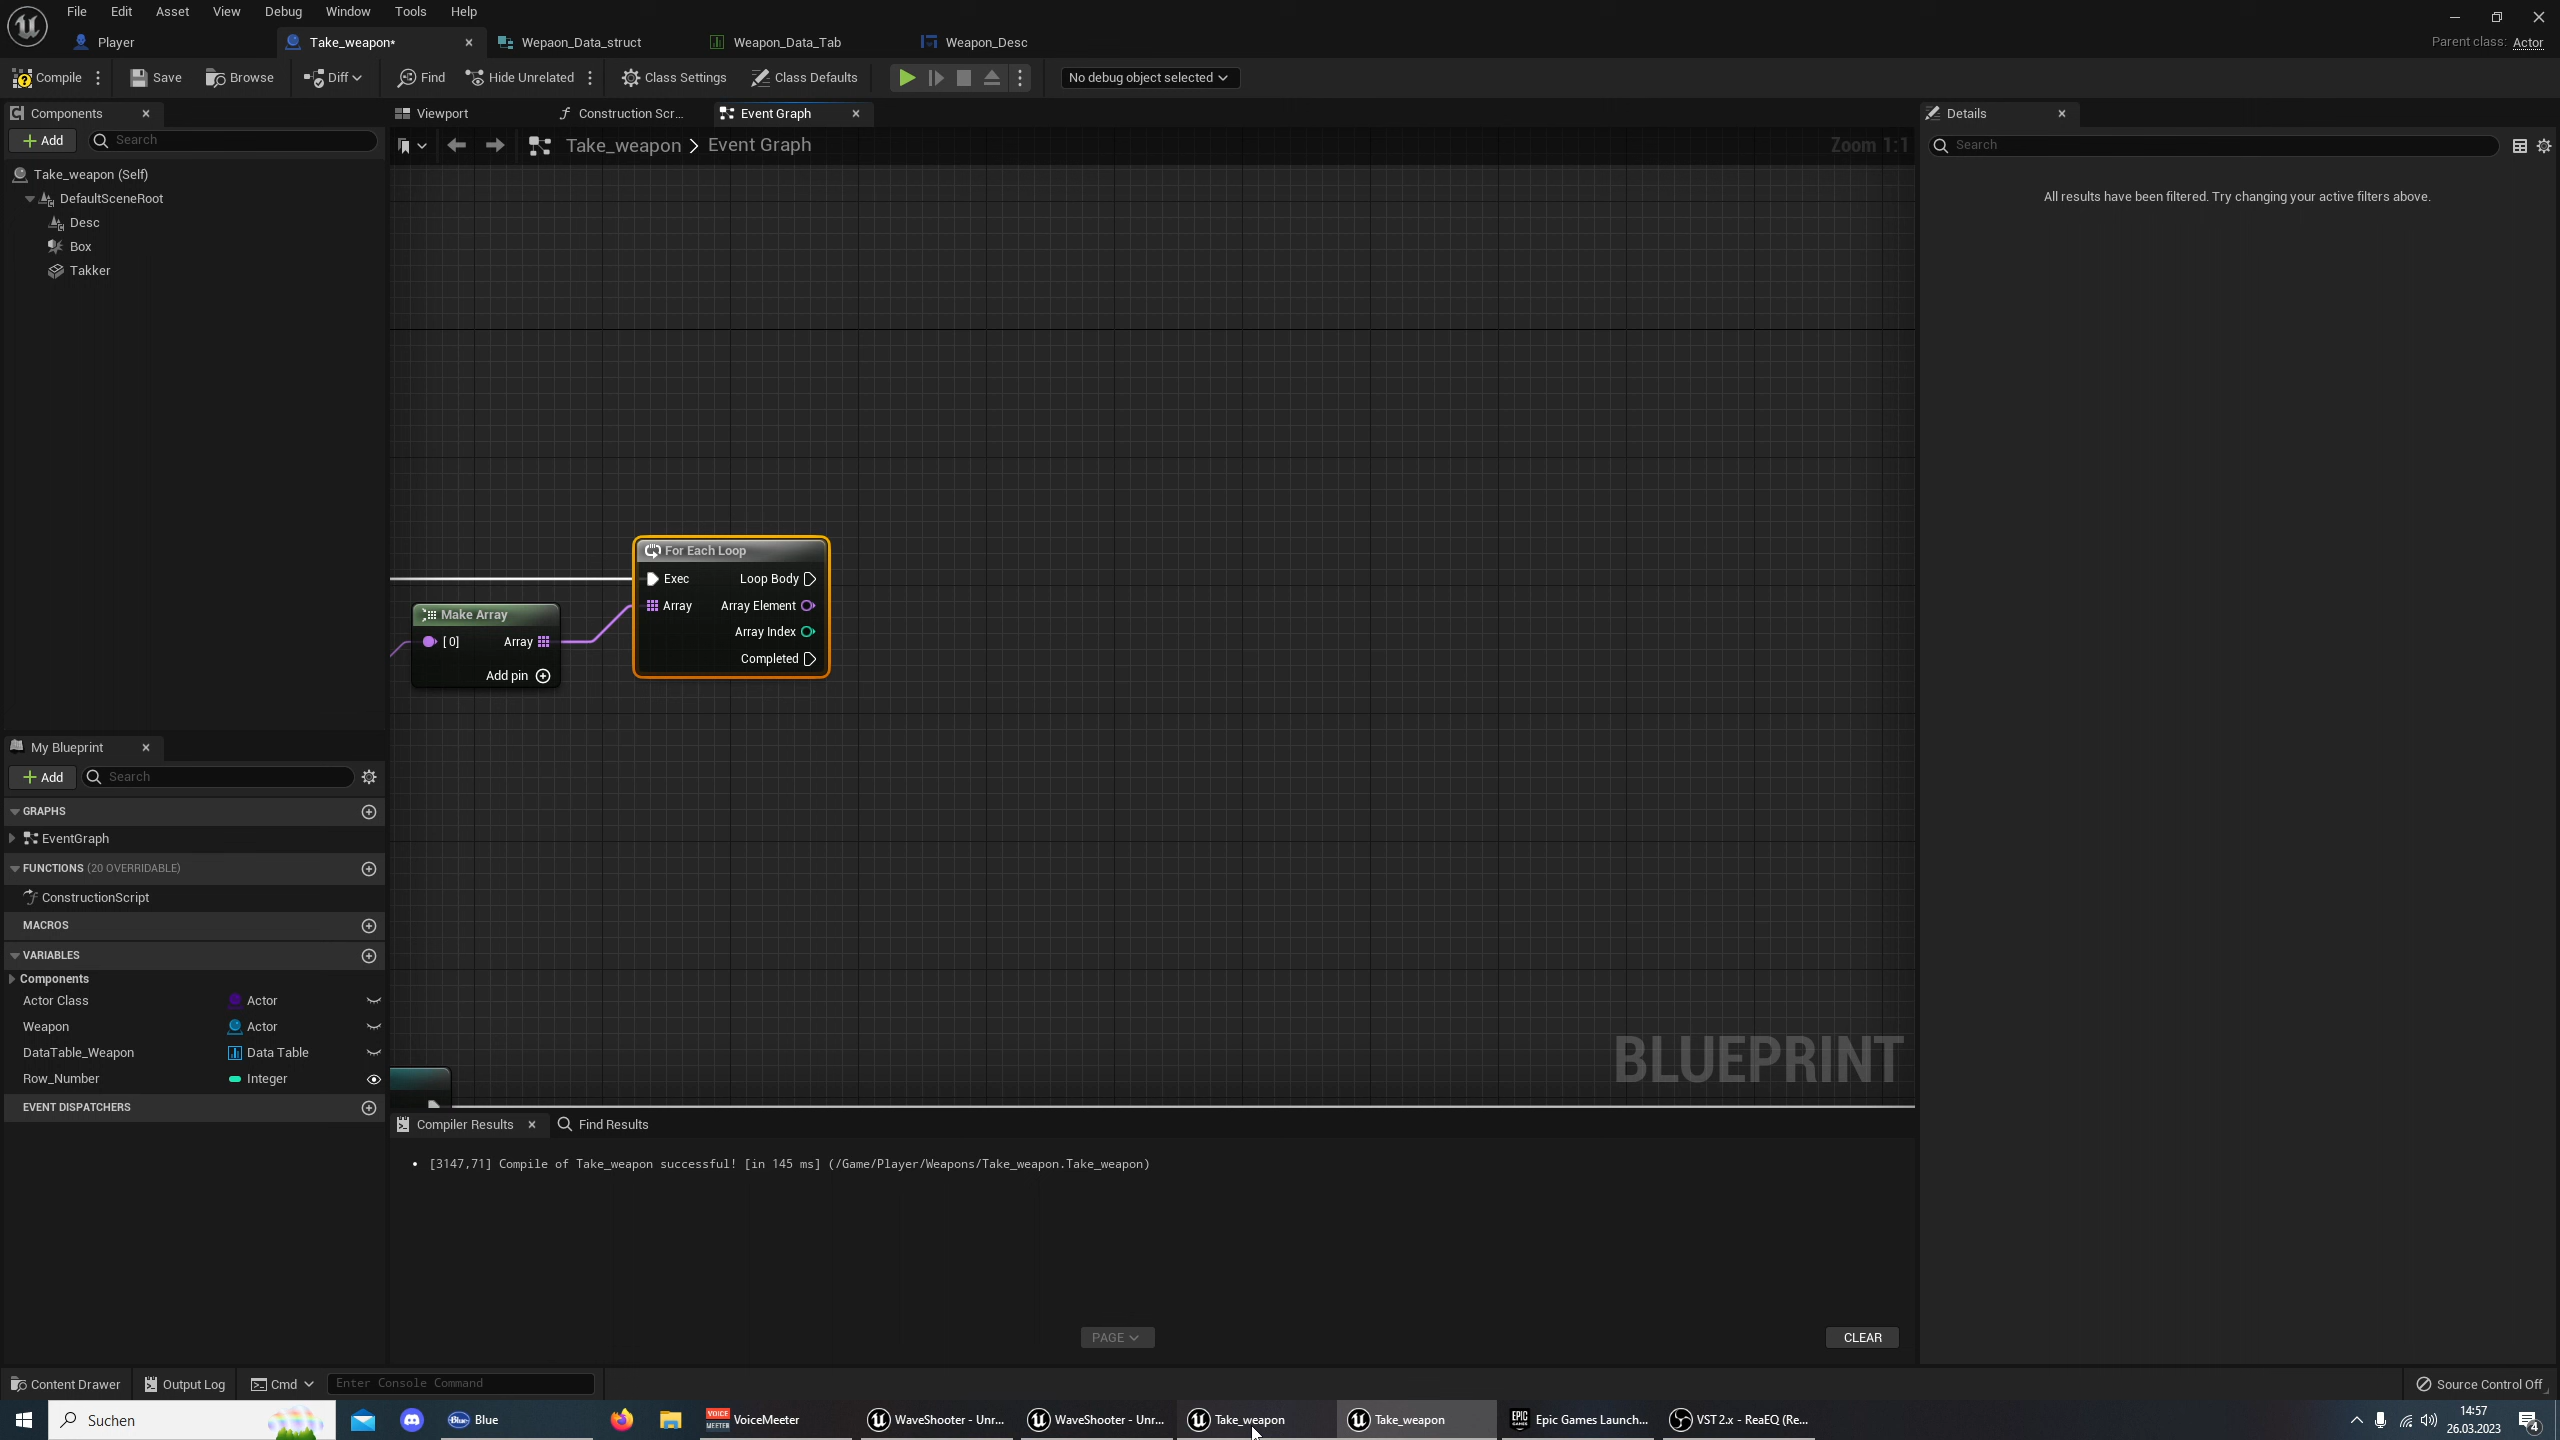 File Edit Asset View Debug Window Tools Help
Player Take_weapon* Wepaon_Data_struct Weapon_Data_Tab Weapon_Desc Parent class: Actor
Compile Save Browse Diff Find Hide Unrelated Class Settings Class Defaults No debug object selected
Components Viewport Construction Scr... Event Graph Details
Add Search Take_weapon > Event Graph Zoom 1:1 Search
Take_weapon (Self)
All results have been filtered. Try changing your active filters above.
DefaultSceneRoot
Desc
Box
Takker
For Each Loop
Exec Loop Body
Array Array Element
Make Array
Array Index
[0] Array
Completed
Add pin
My Blueprint
Add Search
GRAPHS
EventGraph
FUNCTIONS (20 OVERRIDABLE)
ConstructionScript
MACROS
VARIABLES
Components
Actor Class Actor
Weapon Actor
DataTable_Weapon Data Table
BLUEPRINT
Row_Number Integer
EVENT DISPATCHERS
Compiler Results Find Results
• [3147,71] Compile of Take_weapon successful! [in 145 ms] (/Game/Player/Weapons/Take_weapon.Take_weapon)
PAGE CLEAR
Content Drawer Output Log Cmd Enter Console Command Source Control Off
Suchen Blue Blue VOICE MEETER VoiceMeeter WaveShooter - Unr... WaveShooter - Unr... Take_weapon Take_weapon EPIC GAMES Epic Games Launch... VST 2.x - ReaEQ (Re... 14:57
26.03.2023 4